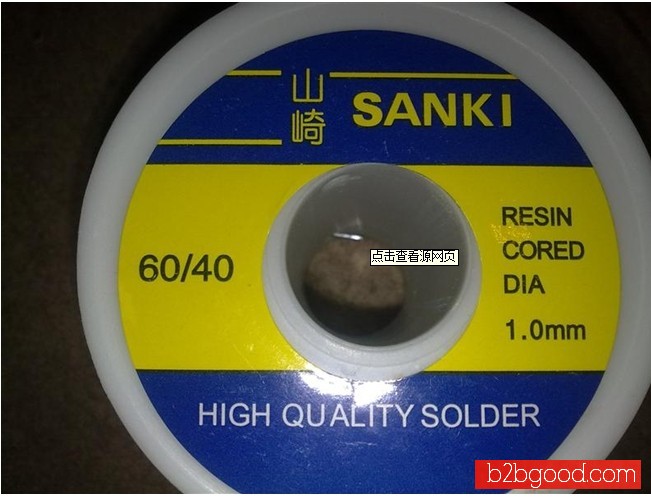 山崎
SANKI
60/40
RESIN
CORED
DIA
1.0mm
点击查看源网页
HIGH QUALITY SOLDER
b2bgood.com